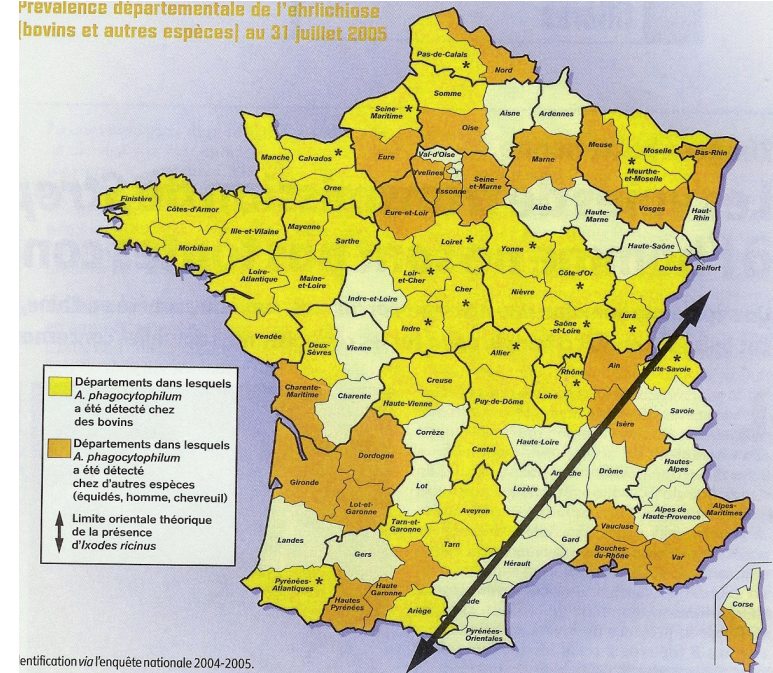 Prévalence départementale de l'ehrlichiose
(bovins et autres espèces) au 31 juillet 2005
Pas-de-Calais *
Nord
Somme
Seine-
Maritime *
Aisne
Ardennes
Oise
Manche
Calvados *
Eure
Val-d'Oise
Yvelines
Essonne
Seine-
et-Marne
Marne
Meuse
Moselle
*
Meurthe-
et-Moselle
Bas-Rhin
Orne
Eure-et-Loir
Aube
Haute-
Marne
Vosges
Haut-
Rhin
Finistère
Côtes-d'Armor
Morbihan
Ille-et-Vilaine
Mayenne
Sarthe
Loiret *
Yonne *
Haute-Saône
Belfort
Loire-
Atlantique
Maine-
et-Loire
Indre-et-Loire
Loir-
et-Cher *
Cher
*
Nièvre
Côte-d'Or
*
Doubs
Vendée
Deux-
Sèvres
Vienne
Indre *
Allier *
Saône *
-et-Loire
Jura
*
Charente-
Maritime
Charente
Haute-Vienne
Creuse
Puy-de-Dôme
Loire
Rhône
*
Ain
*
Haute-Savoie
Savoie
Isère
Corrèze
Cantal
Haute-Loire
Drôme
Hautes-
Alpes
Dordogne
Gironde
Lot-et-
Garonne
Lot
Aveyron
Lozère
Alpes de
Haute-Provence
Alpes-
Maritimes
Landes
Gers
Tarn-et-
Garonne
Tarn
Gard
Hérault
Vaucluse
Bouches-
du-Rhône
Var
Pyrénées- *
Atlantiques
Hautes
Pyrénées
Haute
Garonne
Ariège
Pyrénées-
Orientales
Corse
Départements dans lesquels
A. phagocytophilum
a été détecté chez
des bovins
Départements dans lesquels
A. phagocytophilum
a été détecté
chez d'autres espèces
(équidés, homme, chevreuil)
Limite orientale théorique
de la présence
d'Ixodes ricinus
entification via l'enquête nationale 2004-2005.